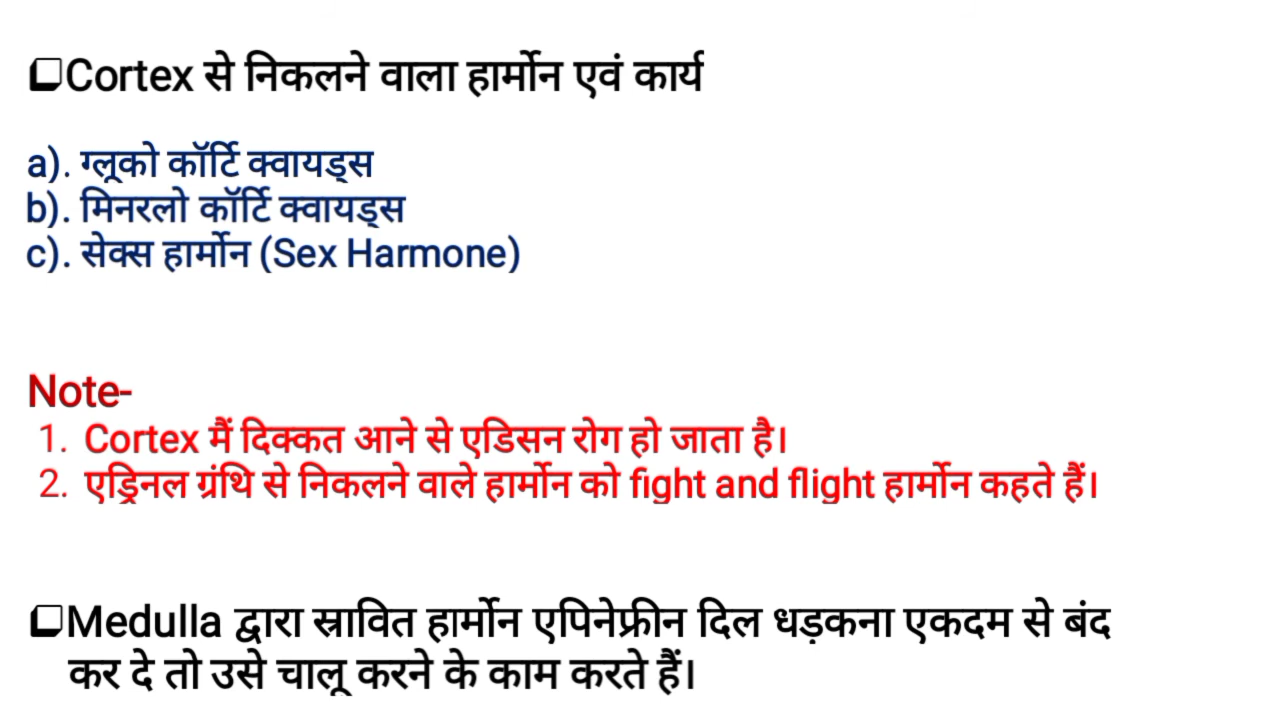 ❑Cortex से निकलने वाला हार्मोन एवं कार्य
a). ग्लूको कॉर्टि क्वायड्स
b). मिनरलो कॉर्टि क्वायड्स
c). सेक्स हार्मोन (Sex Harmone)
Note-
1. Cortex मैं दिक्कत आने से एडिसन रोग हो जाता है।
2. एड्रिनल ग्रंथि से निकलने वाले हार्मोन को fight and flight हार्मोन कहते हैं।
❑Medulla द्वारा स्रावित हार्मोन एपिनेफ्रीन दिल धड़कना एकदम से बंद
कर दे तो उसे चालू करने के काम करते हैं।